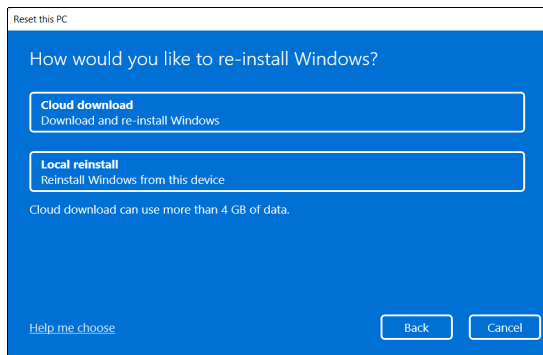 Reset this PC
How would you like to re-install Windows?
Cloud download
Download and re-install Windows
Local reinstall
Reinstall Windows from this device
Cloud download can use more than 4 GB of data.
Help me choose
Back
Cancel